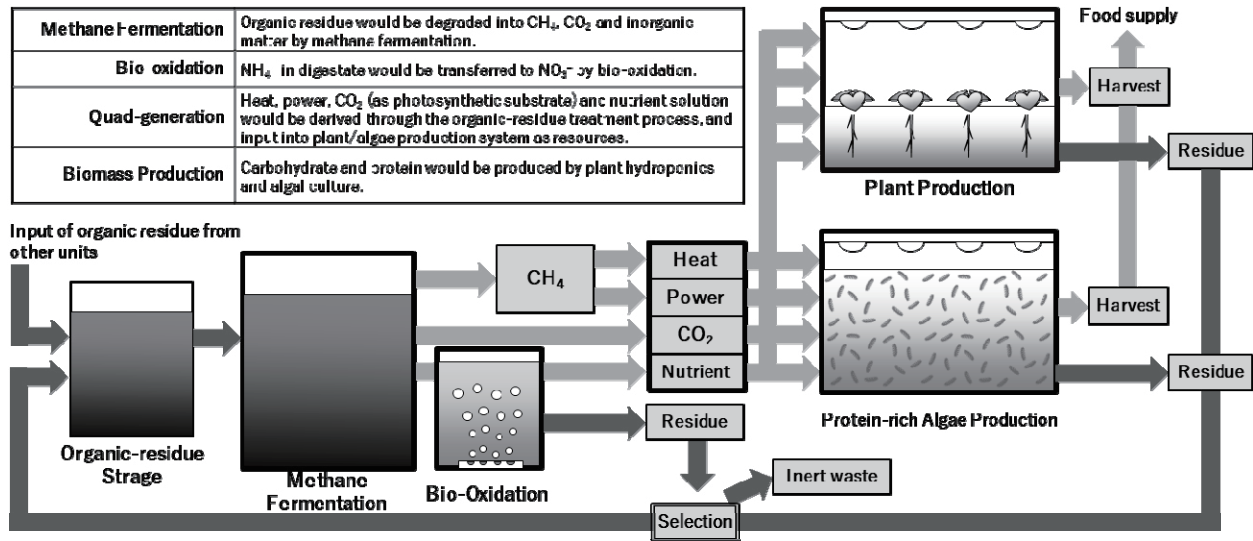 Methane Fermentation
Organic residue would be degraded into CH₄, CO₂ and inorganic
matter by methane fermentation.
Bio oxidation
NH₄ in digestate would be transferred to NO₃⁻ by bio-oxidation.
Quad-generation
Heat, power, CO₂ (as photosynthetic substrate) and nutrient solution
would be derived through the organic-residue treatment process, and
input into plant/algae production system as resources.
Biomass Production
Carbohydrate and protein would be produced by plant hydroponics
and algal culture.
Food supply
Harvest
Residue
Plant Production
Input of organic residue from
other units
CH₄
Heat
Power
CO₂
Nutrient
Harvest
Residue
Protein-rich Algae Production
Organic-residue
Strage
Methane
Fermentation
Bio-Oxidation
Residue
Inert waste
Selection